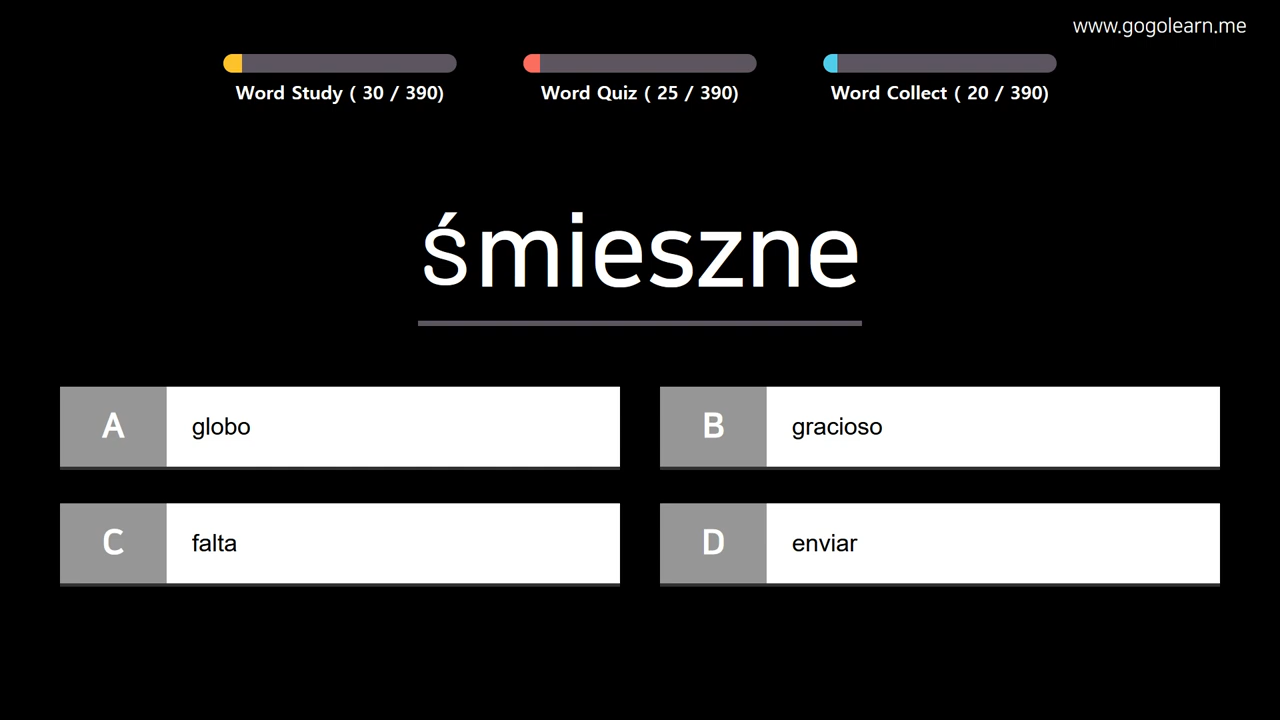 www.gogolearn.me
Word Study ( 30 / 390)
Word Quiz ( 25 / 390)
Word Collect ( 20 / 390)
śmieszne
A globo
B gracioso
C falta
D enviar